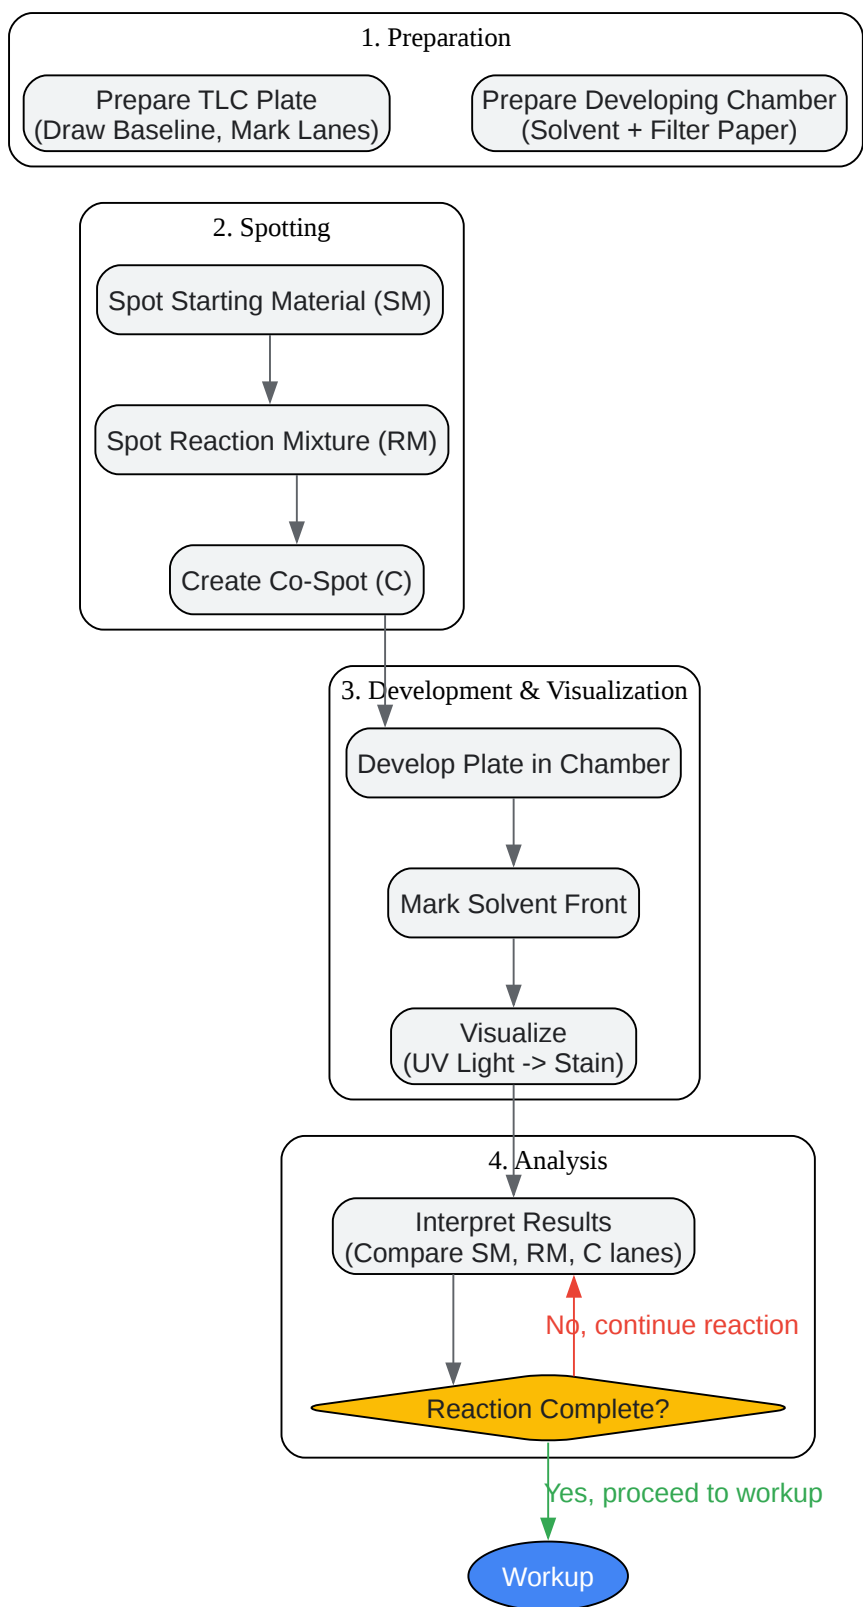 1. Preparation
Prepare TLC Plate
(Draw Baseline, Mark Lanes)
Prepare Developing Chamber
(Solvent + Filter Paper)
2. Spotting
Spot Starting Material (SM)
Spot Reaction Mixture (RM)
Create Co-Spot (C)
3. Development & Visualization
Develop Plate in Chamber
Mark Solvent Front
Visualize
(UV Light -> Stain)
4. Analysis
Interpret Results
(Compare SM, RM, C lanes)
No, continue reaction
Reaction Complete?
Yes, proceed to workup
Workup